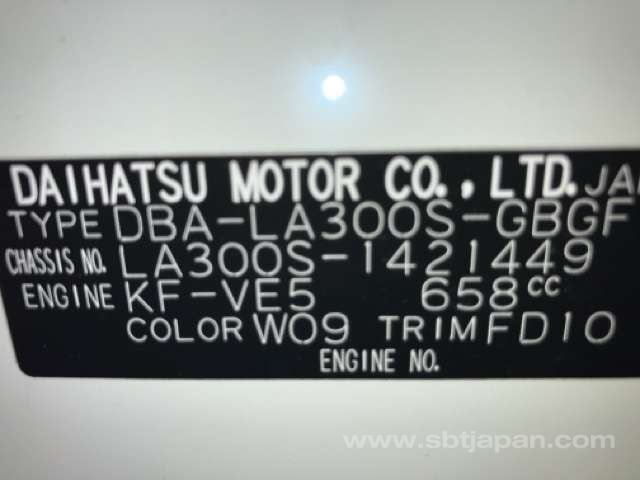 DAIHATSU MOTOR CO., LTD. JA
TYPE DBA-LA300S-GBGF
CHASSIS NO. LA300S-1421449
ENGINE KF-VE5 658cc
COLOR W09 TRIM FD10
ENGINE NO.
www.sbtjapan.com